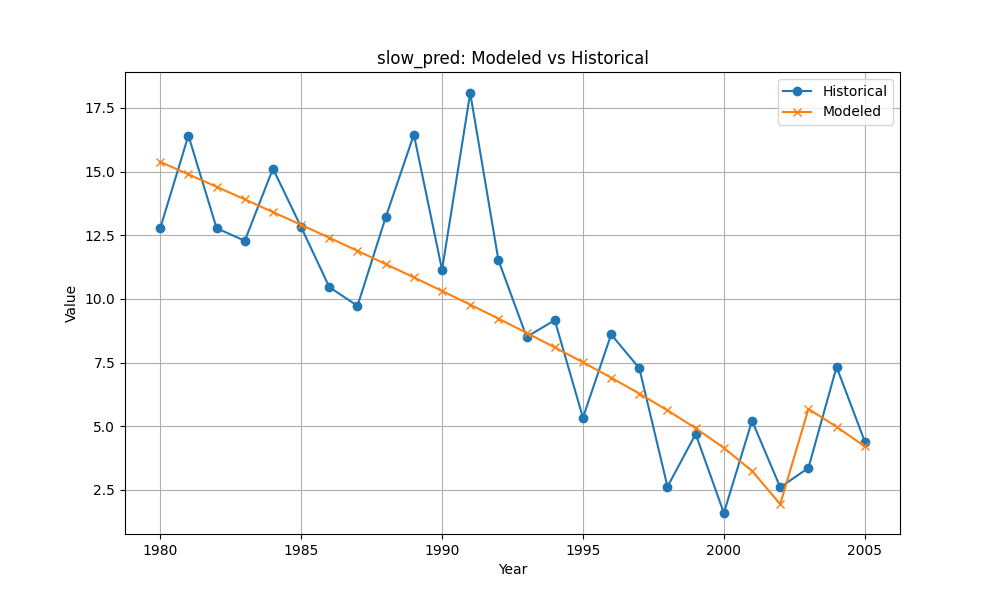 slow_pred: Modeled vs Historical
Historical
Modeled
17.5
15.0
12.5
10.0
7.5
5.0
2.5
Value
1980
1985
1990
1995
2000
2005
Year